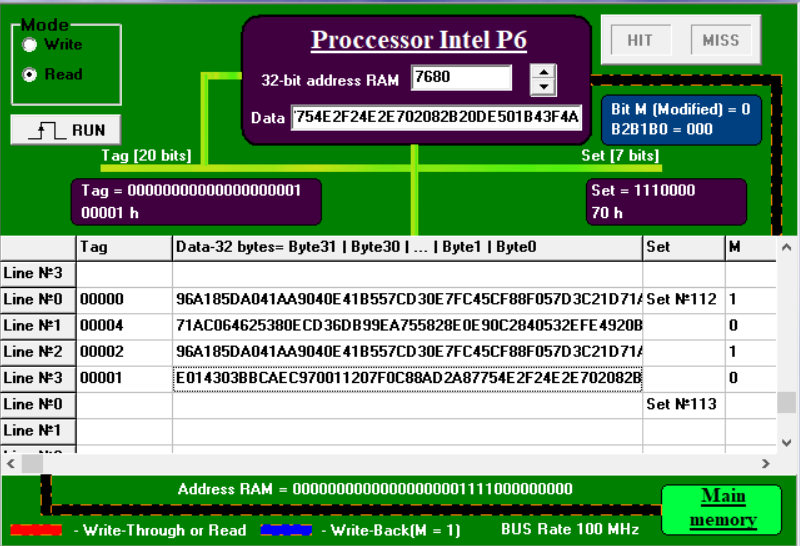 Mode
Write
Read
RUN
Proccessor Intel P6
32-bit address RAM 7680
Data 754E2F24E2E702082B20DE501B43F4A
HIT MISS
Bit M (Modified) = 0
B2B1B0 = 000
Tag [20 bits]
Set [7 bits]
Tag = 00000000000000000001
00001 h
Set = 1110000
70 h
Tag Data-32 bytes= Byte31 | Byte30 | ... | Byte1 | Byte0 Set M
Line №3
Line №0 00000 96A185DA041AA9040E41B557CD30E7FC45CF88F057D3C21D71 Set №112 1
Line №1 00004 71AC064625380ECD36DB99EA755828E0E90C2840532EFE4920B 0
Line №2 00002 96A185DA041AA9040E41B557CD30E7FC45CF88F057D3C21D71 1
Line №3 00001 E014303BBCAEC970011207F0C88AD2A87754E2F24E2E702082B 0
Line №0 Set №113
Line №1
Address RAM = 00000000000000000001111000000000
- Write-Through or Read
- Write-Back(M = 1)
BUS Rate 100 MHz
Main
memory